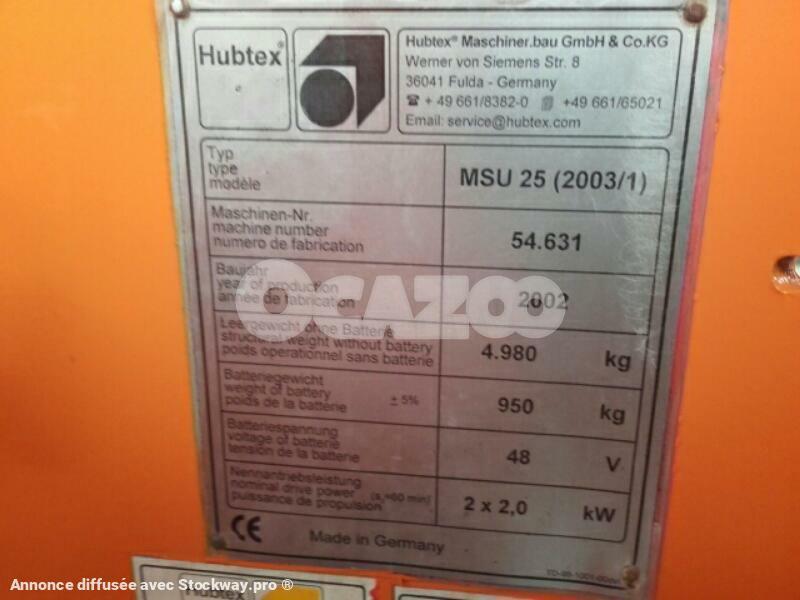 Hubtex®
Hubtex® Maschinen.bau GmbH & Co.KG
Werner von Siemens Str. 8
36041 Fulda - Germany
☎ + 49 661/8382-0 +49 661/65021
Email: service@hubtex.com
Typ
type
modèle
MSU 25 (2003/1)
Maschinen-Nr.
machine number
numero de fabrication
54.631
Baujahr
year of production
année de fabrication
2002
OCAZOO
Leergewicht ohne Batterie
structural weight without battery
poids operationnel sans batterie
4.980 kg
Batteriegewicht
weight of battery
poids de la batterie
± 5%
950 kg
Batteriespannung
voltage of batterie
tension de la batterie
48 V
Nennantriebsleistung
nominal drive power
puissance de propulsion
(s₂=60 min)
2 x 2,0 kW
CE Made in Germany
Annonce diffusée avec Stockway.pro ®
Hubtex